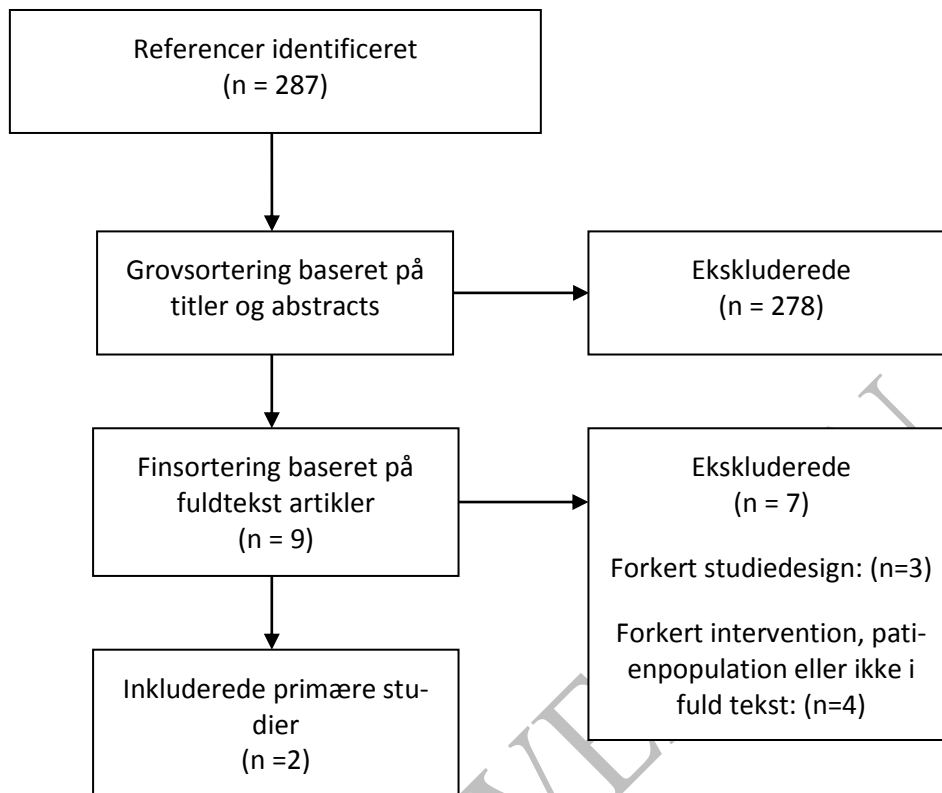 Referencer identificeret
(n = 287)
Grovsortering baseret på
titler og abstracts
Ekskluderede
(n = 278)
Finsortering baseret på
fuldtekst artikler
(n = 9)
Ekskluderede
(n = 7)
Forkert studiedesign: (n=3)
Forkert intervention, pati-
enpopulation eller ikke i
fuld tekst: (n=4)
Inkluderede primære stu-
dier
(n =2)